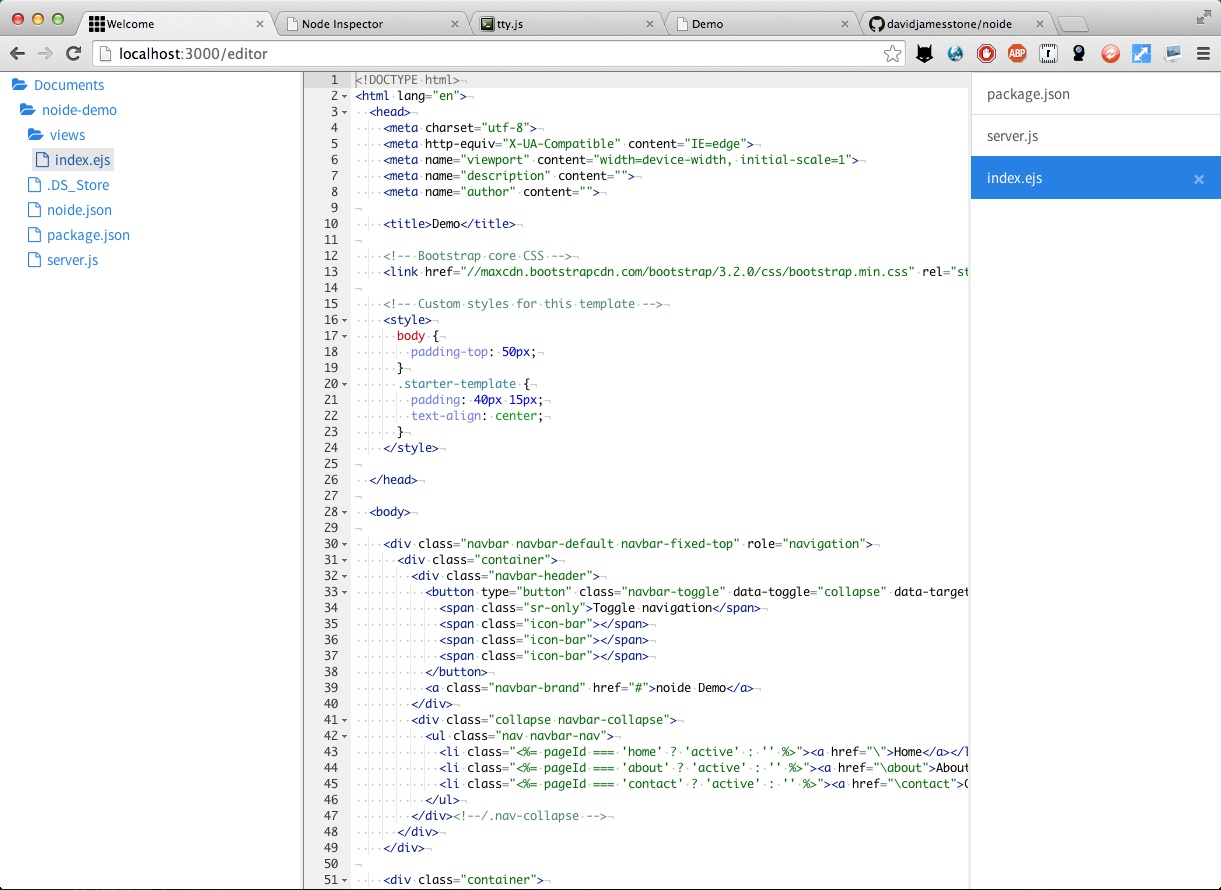 Welcome
Node Inspector
tty.js
Demo
davidjamesstone/noide
localhost:3000/editor
ABP
Documents
noide-demo
views
index.ejs
.DS_Store
noide.json
package.json
server.js
1 <!DOCTYPE html>
2 <html lang="en">
3 <head>
4 <meta charset="utf-8">
5 <meta http-equiv="X-UA-Compatible" content="IE=edge">
6 <meta name="viewport" content="width=device-width, initial-scale=1">
7 <meta name="description" content="">
8 <meta name="author" content="">
9
10 <title>Demo</title>
11
12 <!-- Bootstrap core CSS -->
13 <link href="//maxcdn.bootstrapcdn.com/bootstrap/3.2.0/css/bootstrap.min.css" rel="st
14
15 <!-- Custom styles for this template -->
16 <style>
17 body {
18 padding-top: 50px;
19 }
20 .starter-template {
21 padding: 40px 15px;
22 text-align: center;
23 }
24 </style>
25
26 </head>
27
28 <body>
29
30 <div class="navbar navbar-default navbar-fixed-top" role="navigation">
31 <div class="container">
32 <div class="navbar-header">
33 <button type="button" class="navbar-toggle" data-toggle="collapse" data-target
34 <span class="sr-only">Toggle navigation</span>
35 <span class="icon-bar"></span>
36 <span class="icon-bar"></span>
37 <span class="icon-bar"></span>
38 </button>
39 <a class="navbar-brand" href="#">noide Demo</a>
40 </div>
41 <div class="collapse navbar-collapse">
42 <ul class="nav navbar-nav">
43 <li class="<%= pageId === 'home' ? 'active' : '' %>"><a href="\">Home</a></l
44 <li class="<%= pageId === 'about' ? 'active' : '' %>"><a href="\about">About
45 <li class="<%= pageId === 'contact' ? 'active' : '' %>"><a href="\contact">C
46 </ul>
47 </div><!--/.nav-collapse -->
48 </div>
49 </div>
50
51 <div class="container">
package.json
server.js
index.ejs